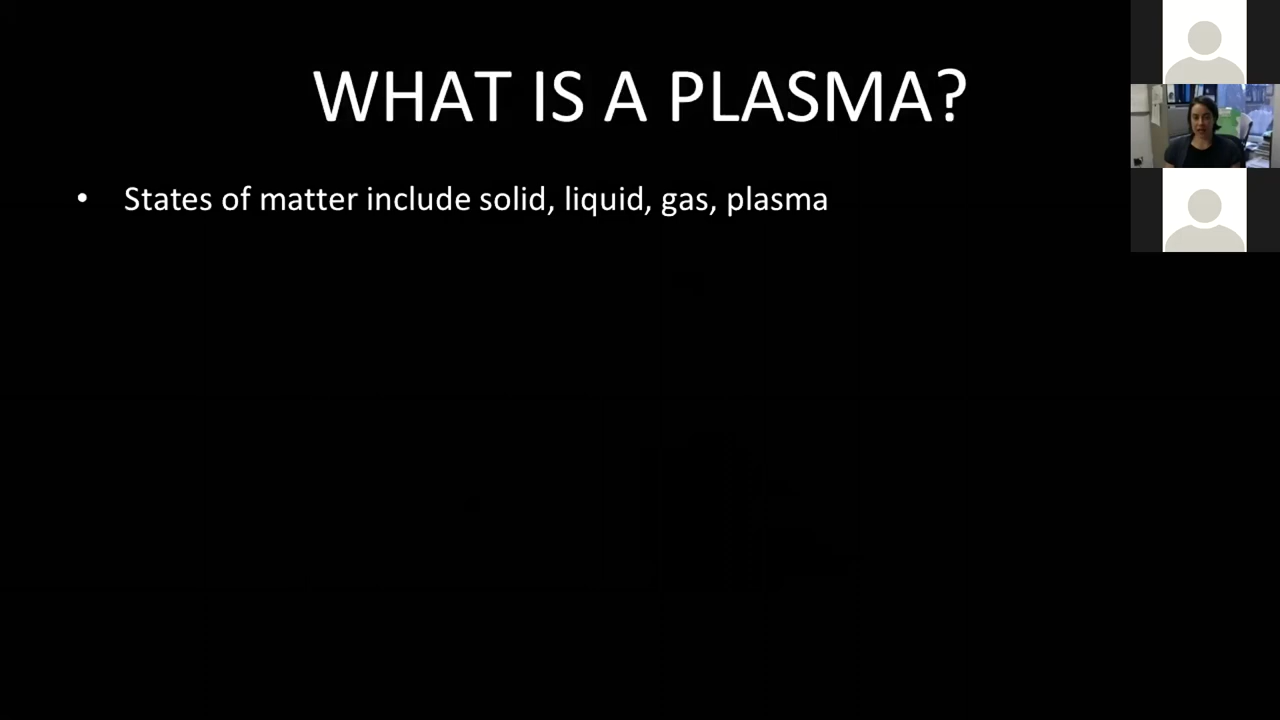 WHAT IS A PLASMA?
• States of matter include solid, liquid, gas, plasma